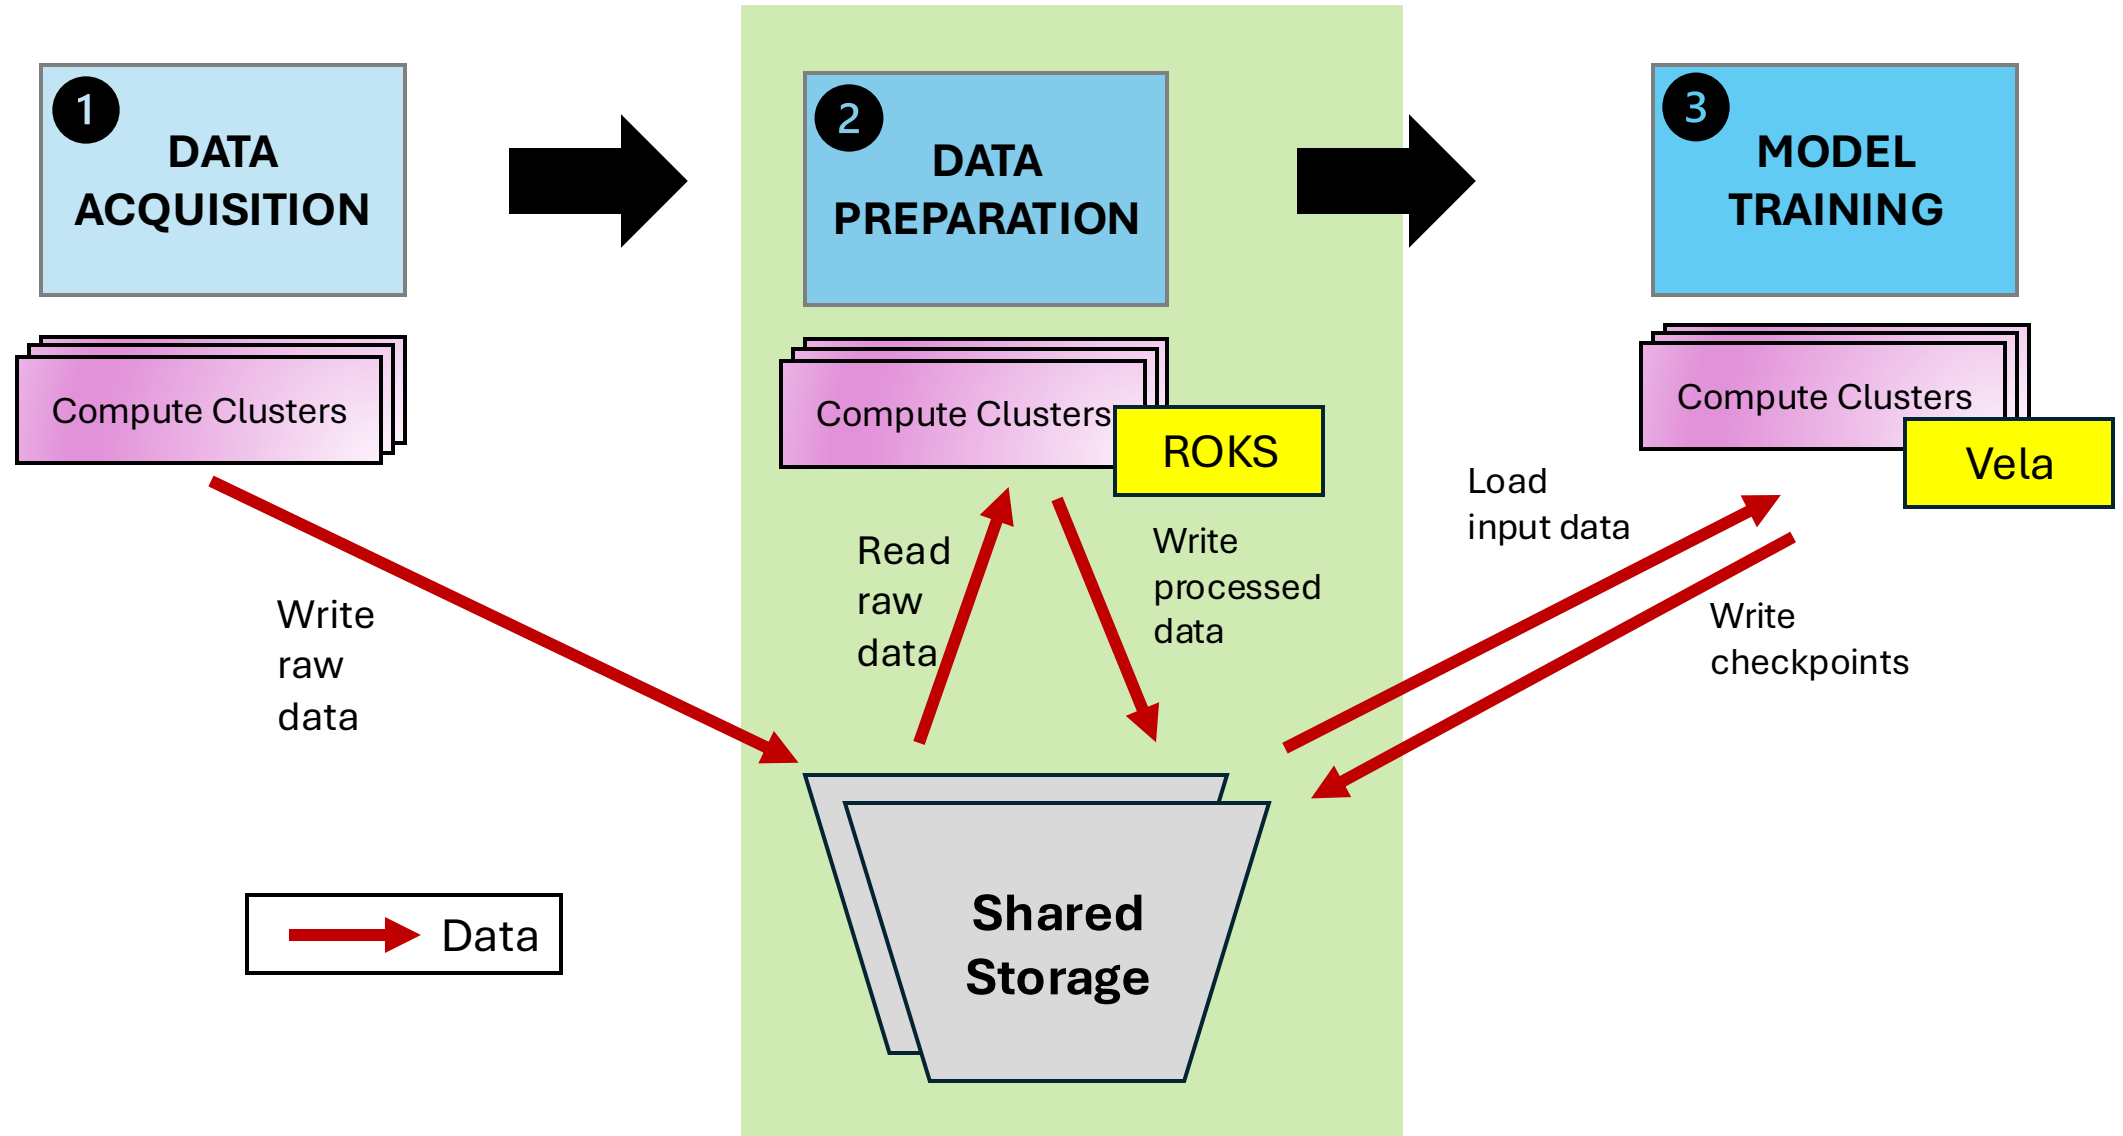 1
DATA
ACQUISITION
2
DATA
PREPARATION
3
MODEL
TRAINING
Compute Clusters
Compute Clusters
ROKS
Compute Clusters
Vela
Write
raw
data
Read
raw
data
Write
processed
data
Load
input data
Write
checkpoints
Shared
Storage
Data